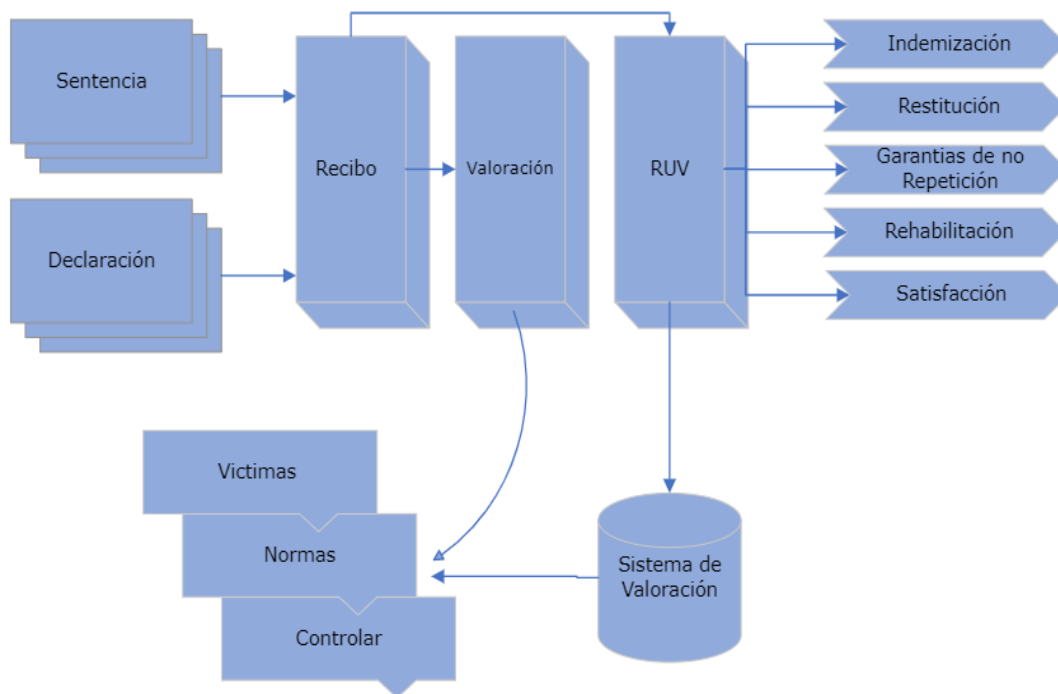 Sentencia
Declaración
Recibo
Valoración
RUV
Indemización
Restitución
Garantias de no
Repetición
Rehabilitación
Satisfacción
Victimas
Normas
Controlar
Sistema de
Valoración